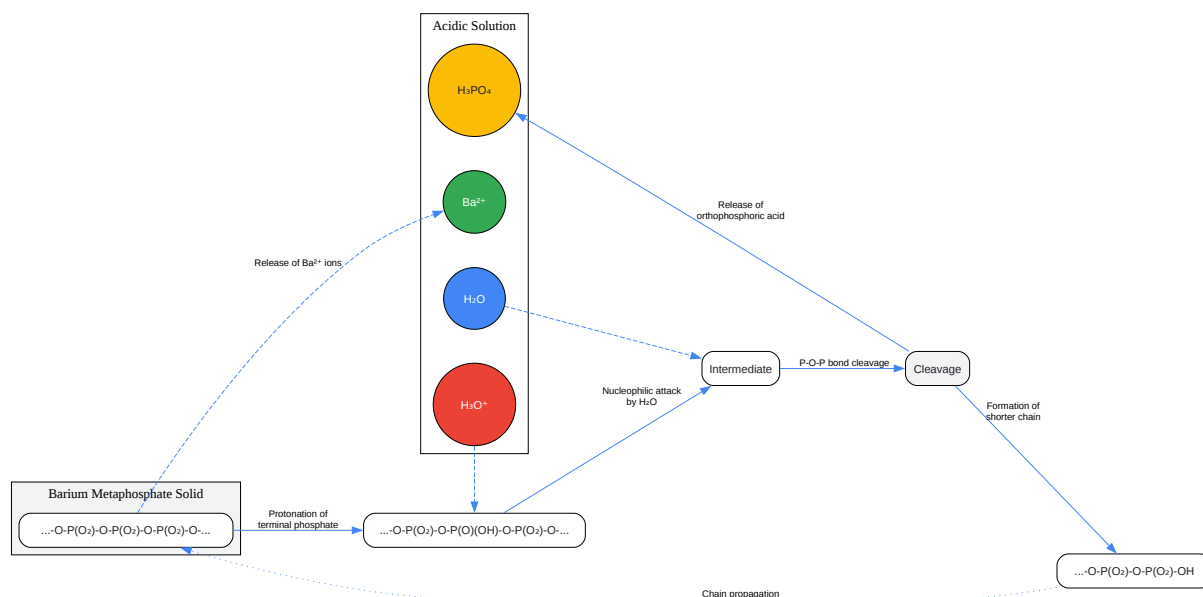 Acidic Solution
H₃PO₄
Ba²⁺
Release of
orthophosphoric acid
Release of Ba²⁺ ions
H₂O
P-O-P bond cleavage
Intermediate
Cleavage
Nucleophilic attack
by H₂O
H₃O⁺
Formation of
shorter chain
Barium Metaphosphate Solid
...-O-P(O₂)-O-P(O₂)-O-P(O₂)-O-...
Protonation of
terminal phosphate
...-O-P(O₂)-O-P(O)(OH)-O-P(O₂)-O-...
...-O-P(O₂)-O-P(O₂)-OH
Chain propagation